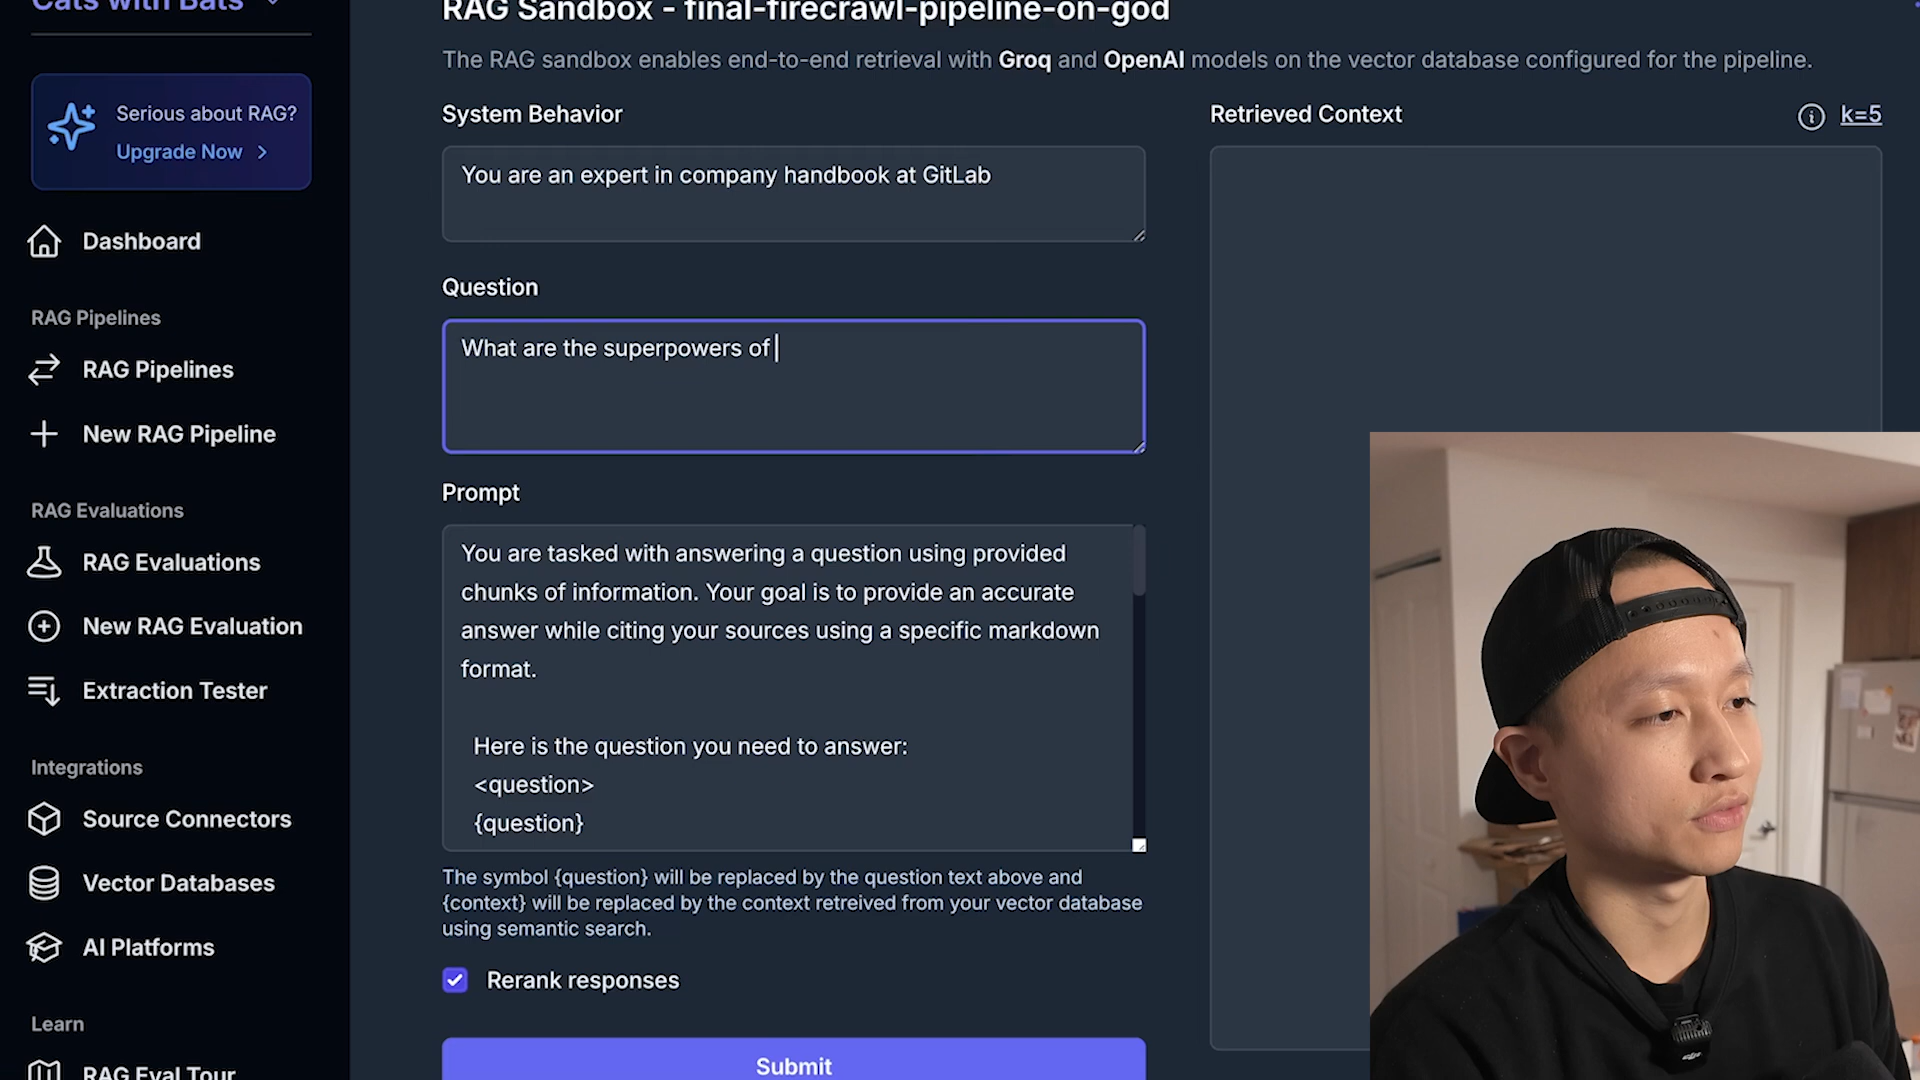 Cats with Bats
Serious about RAG?
Upgrade Now
Dashboard
RAG Pipelines
RAG Pipelines
New RAG Pipeline
RAG Evaluations
RAG Evaluations
New RAG Evaluation
Extraction Tester
Integrations
Source Connectors
Vector Databases
AI Platforms
Learn
RAG Eval Tour
RAG Sandbox - final-firecrawl-pipeline-on-god
The RAG sandbox enables end-to-end retrieval with Groq and OpenAI models on the vector database configured for the pipeline.
System Behavior
You are an expert in company handbook at GitLab
Question
What are the superpowers of
Prompt
You are tasked with answering a question using provided
chunks of information. Your goal is to provide an accurate
answer while citing your sources using a specific markdown
format.
Here is the question you need to answer:
<question>
{question}
The symbol {question} will be replaced by the question text above and
{context} will be replaced by the context retreived from your vector database
using semantic search.
Rerank responses
Submit
Retrieved Context
k=5
dji